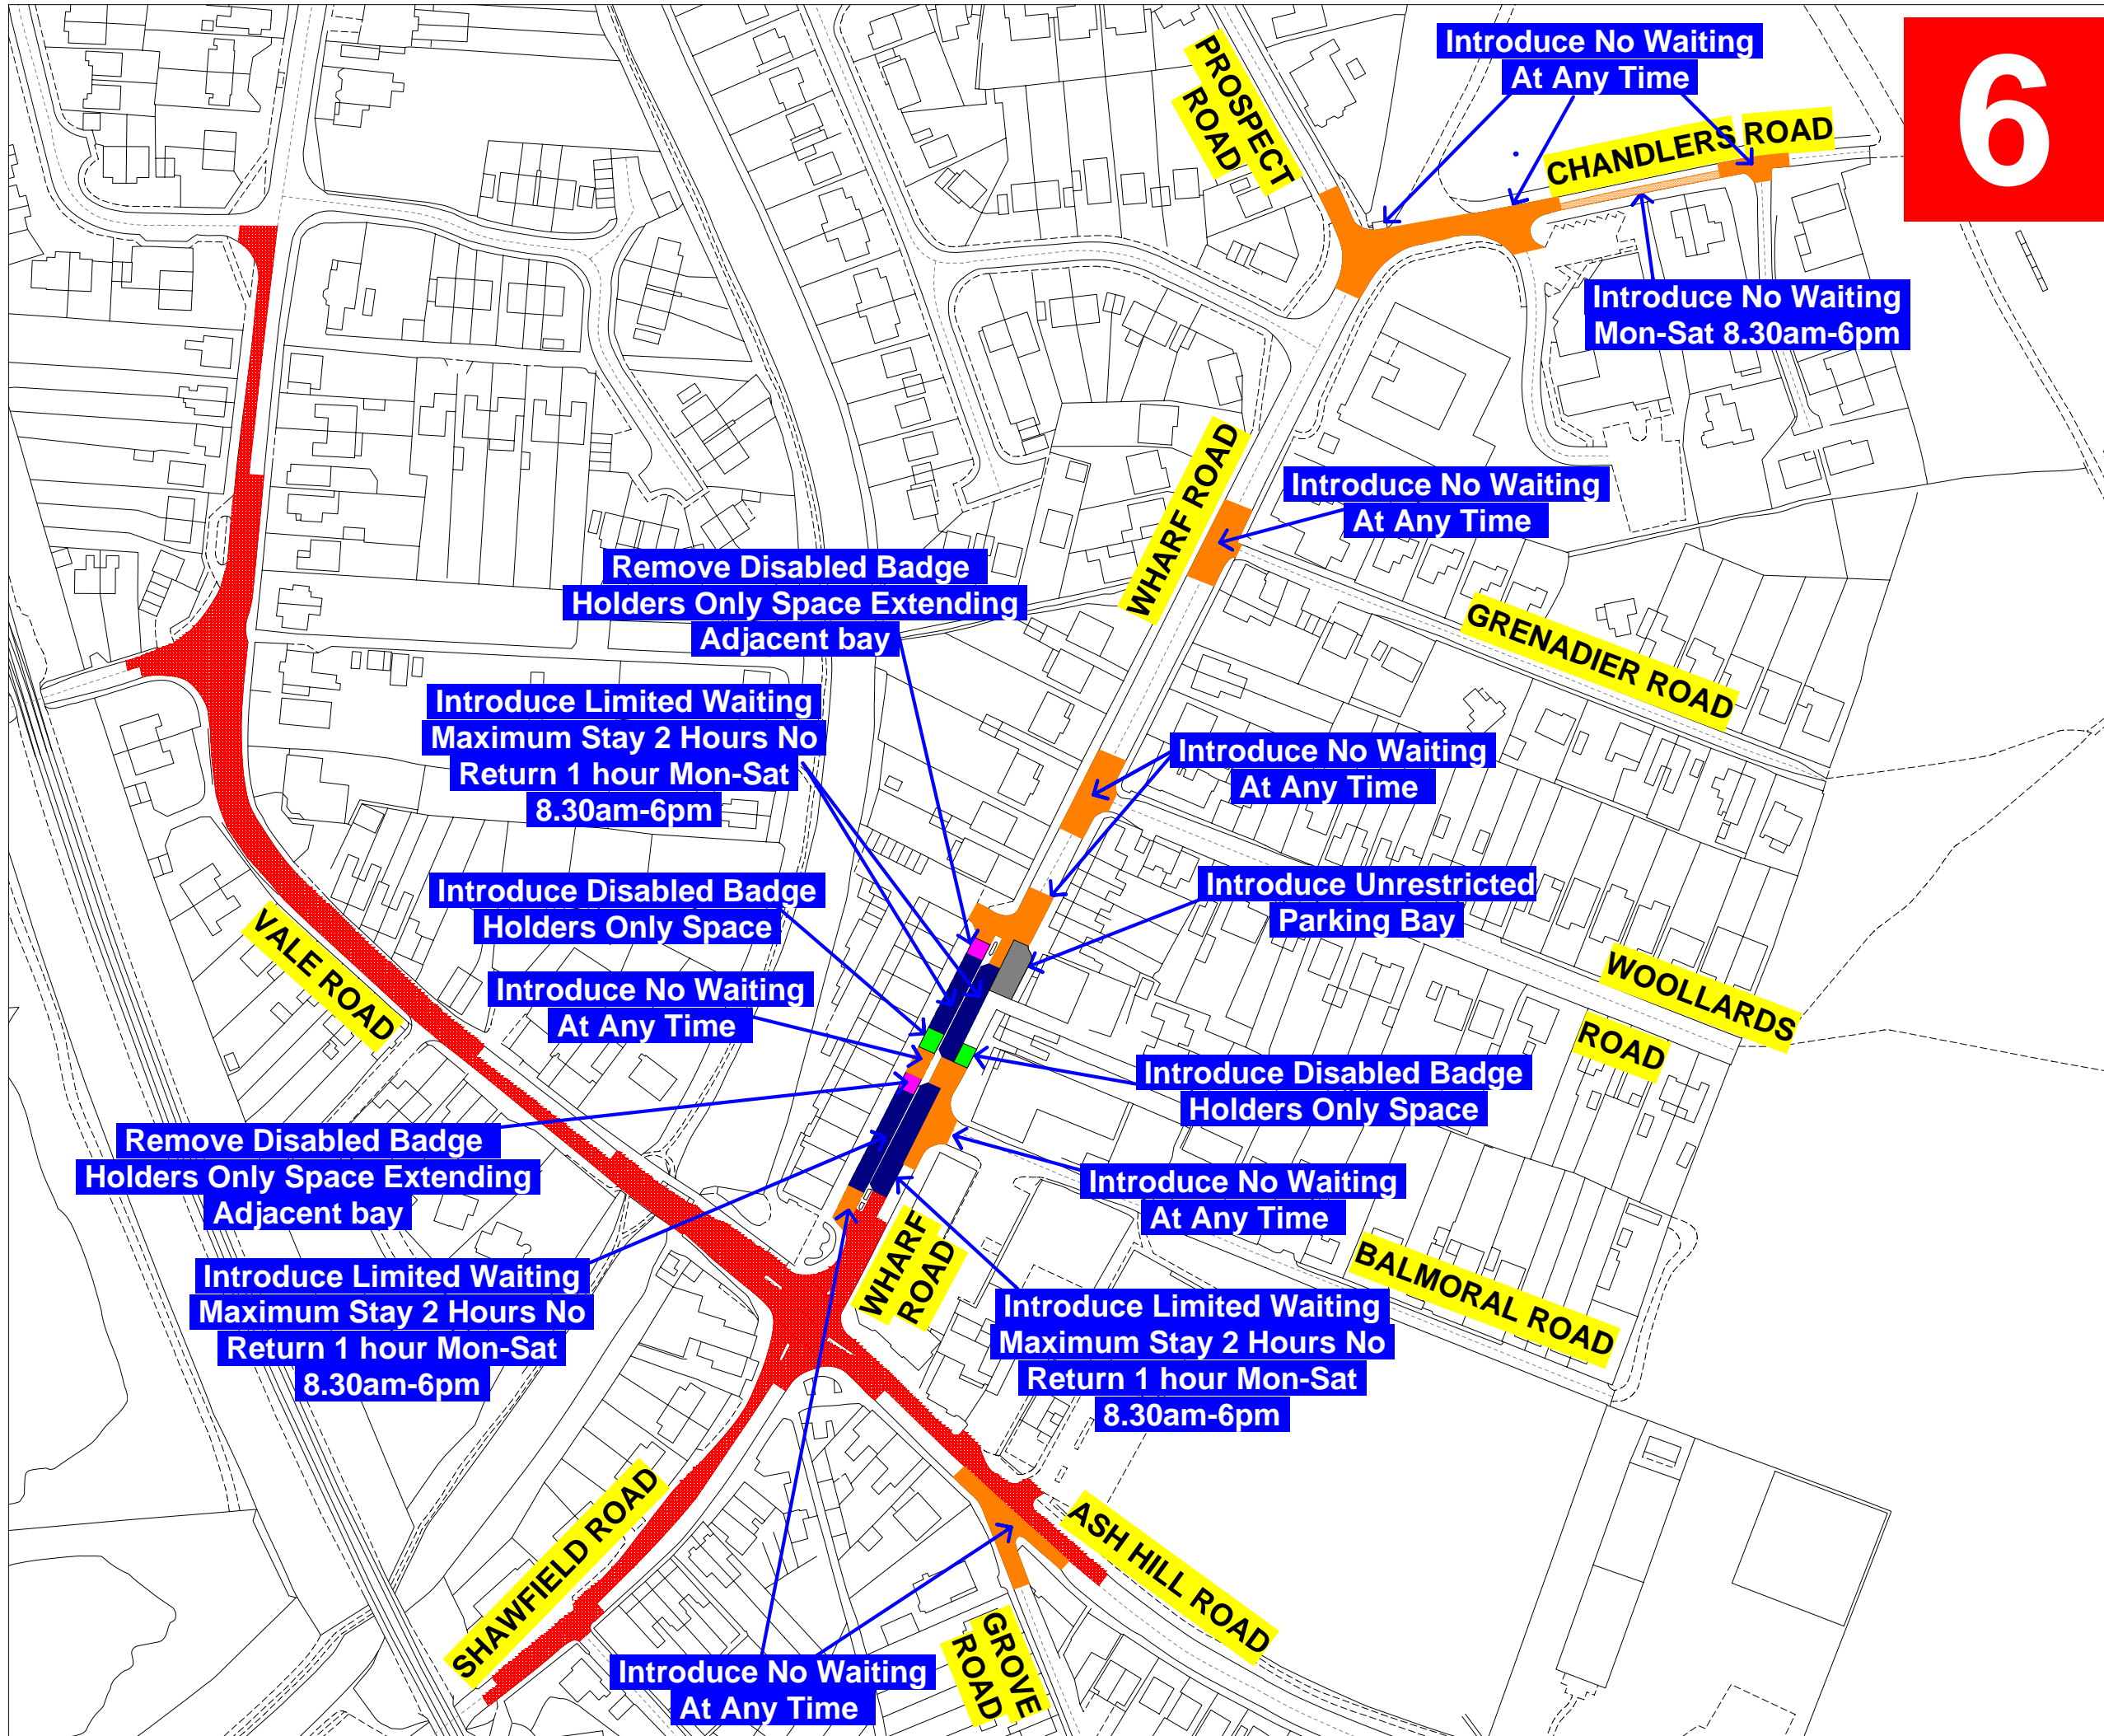 6
Introduce No Waiting
At Any Time
PROSPECT
ROAD
CHANDLERS ROAD
Introduce No Waiting
Mon-Sat 8.30am-6pm
WHARF ROAD
Introduce No Waiting
At Any Time
Remove Disabled Badge
Holders Only Space Extending
Adjacent bay
GRENADIER ROAD
Introduce Limited Waiting
Maximum Stay 2 Hours No
Return 1 hour Mon-Sat
8.30am-6pm
Introduce No Waiting
At Any Time
Introduce Disabled Badge
Holders Only Space
Introduce Unrestricted
Parking Bay
VALE ROAD
Introduce No Waiting
At Any Time
WOOLLARDS
ROAD
Introduce Disabled Badge
Holders Only Space
Remove Disabled Badge
Holders Only Space Extending
Adjacent bay
Introduce No Waiting
At Any Time
WHARF
ROAD
BALMORAL ROAD
Introduce Limited Waiting
Maximum Stay 2 Hours No
Return 1 hour Mon-Sat
8.30am-6pm
Introduce Limited Waiting
Maximum Stay 2 Hours No
Return 1 hour Mon-Sat
8.30am-6pm
SHAWFIELD ROAD
ASH HILL ROAD
GROVE
ROAD
Introduce No Waiting
At Any Time